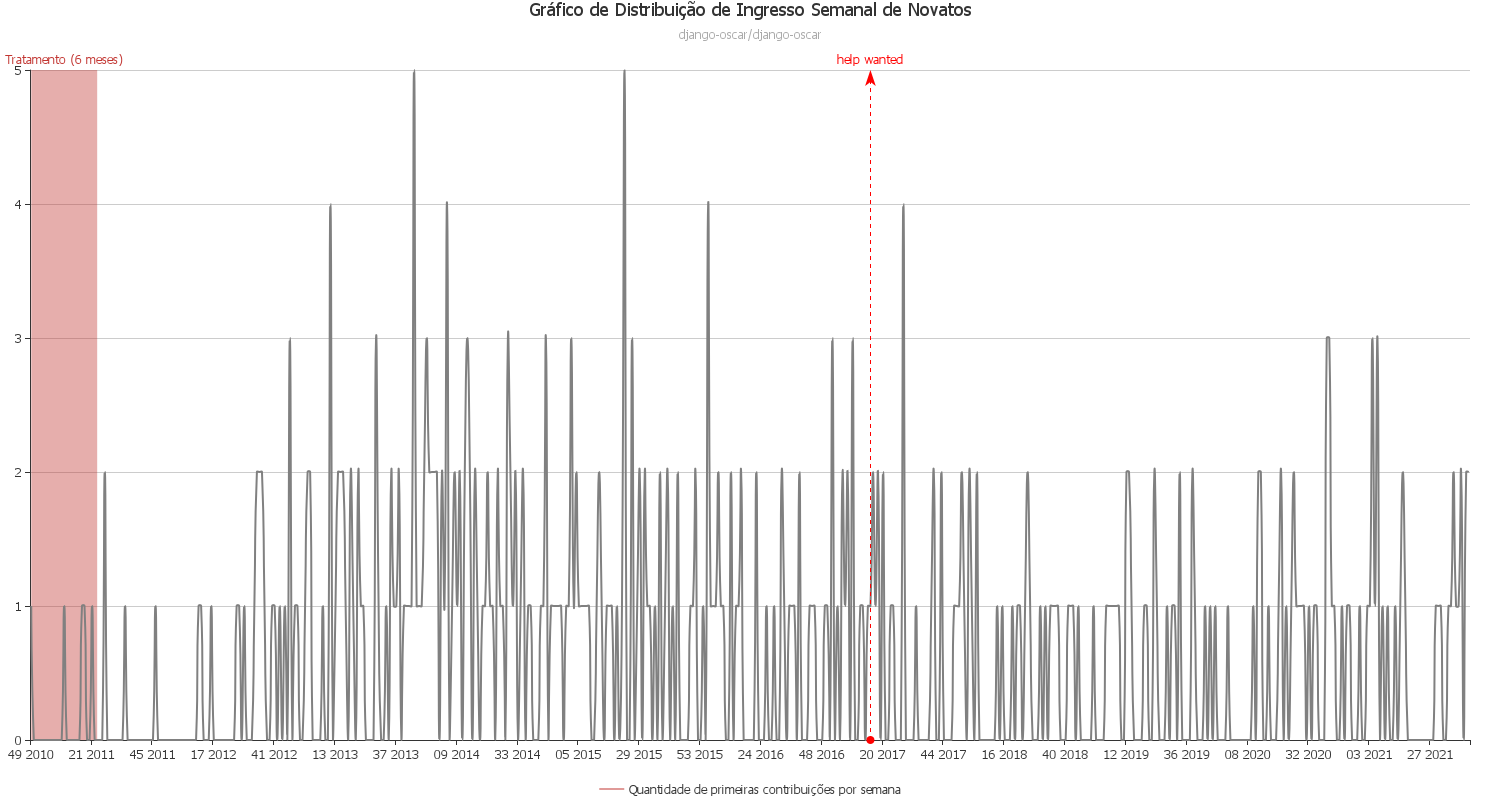 Gráfico de Distribuição de Ingresso Semanal de Novatos
django-oscar/django-oscar
Tratamento (6 meses)
help wanted
5
4
3
2
1
0
49 2010 21 2011 45 2011 17 2012 41 2012 13 2013 37 2013 09 2014 33 2014 05 2015 29 2015 53 2015 24 2016 48 2016 20 2017 44 2017 16 2018 40 2018 12 2019 36 2019 08 2020 32 2020 03 2021 27 2021
Quantidade de primeiras contribuições por semana